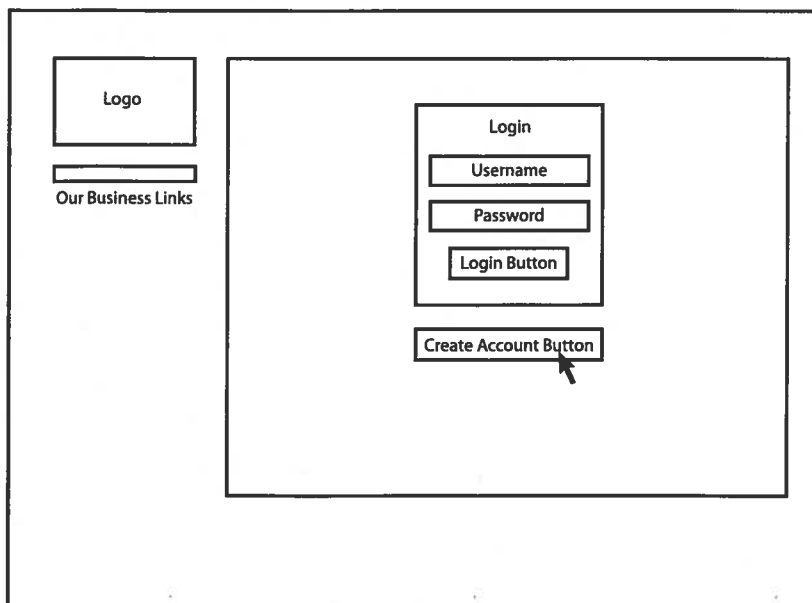 Logo
Our Business Links
Login
Username
Password
Login Button
Create Account Button